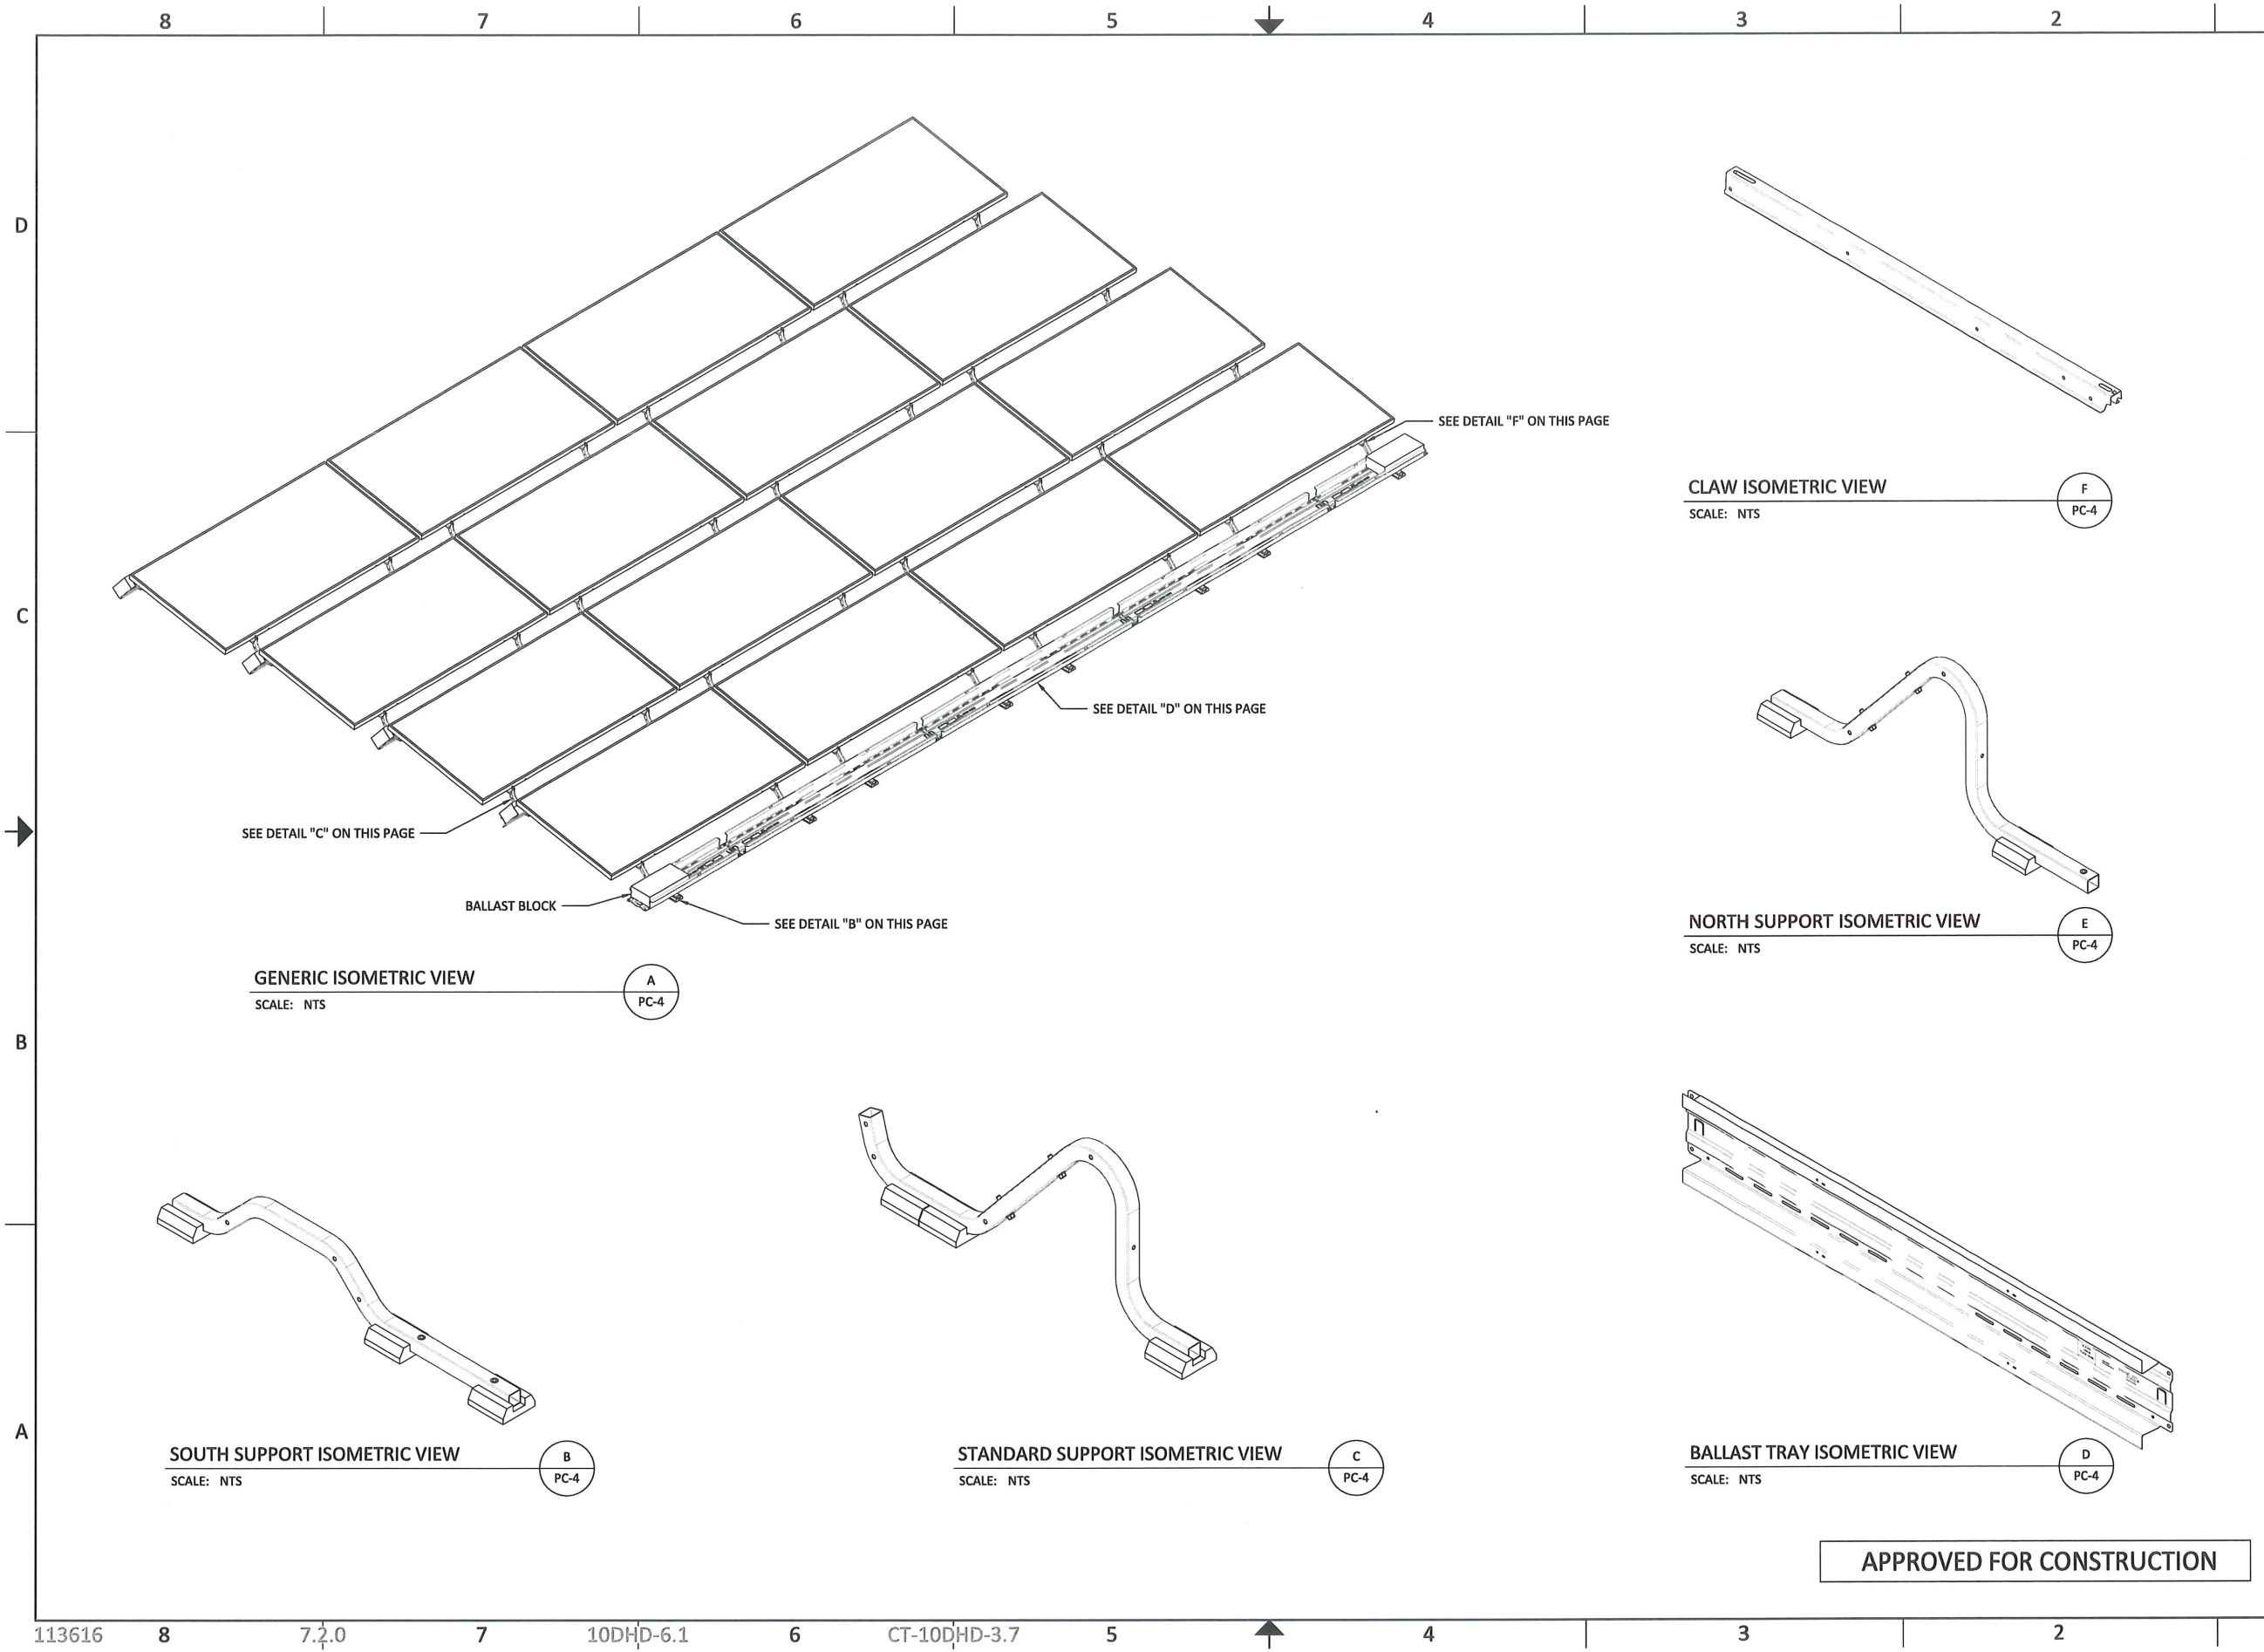 8 7 6 5 4 3 2
D
SEE DETAIL "F" ON THIS PAGE
CLAW ISOMETRIC VIEW
SCALE: NTS
F
PC-4
C
SEE DETAIL "D" ON THIS PAGE
SEE DETAIL "C" ON THIS PAGE
BALLAST BLOCK
SEE DETAIL "B" ON THIS PAGE
NORTH SUPPORT ISOMETRIC VIEW
SCALE: NTS
E
PC-4
GENERIC ISOMETRIC VIEW
SCALE: NTS
A
PC-4
B
A
SOUTH SUPPORT ISOMETRIC VIEW
SCALE: NTS
B
PC-4
STANDARD SUPPORT ISOMETRIC VIEW
SCALE: NTS
C
PC-4
BALLAST TRAY ISOMETRIC VIEW
SCALE: NTS
D
PC-4
APPROVED FOR CONSTRUCTION
113616 8 7.2.0 7 10DHD-6.1 6 CT-10DHD-3.7 5 4 3 2